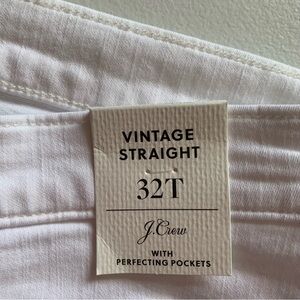 VINTAGE
STRAIGHT
32T
J.Crew
WITH
PERFECTING POCKETS